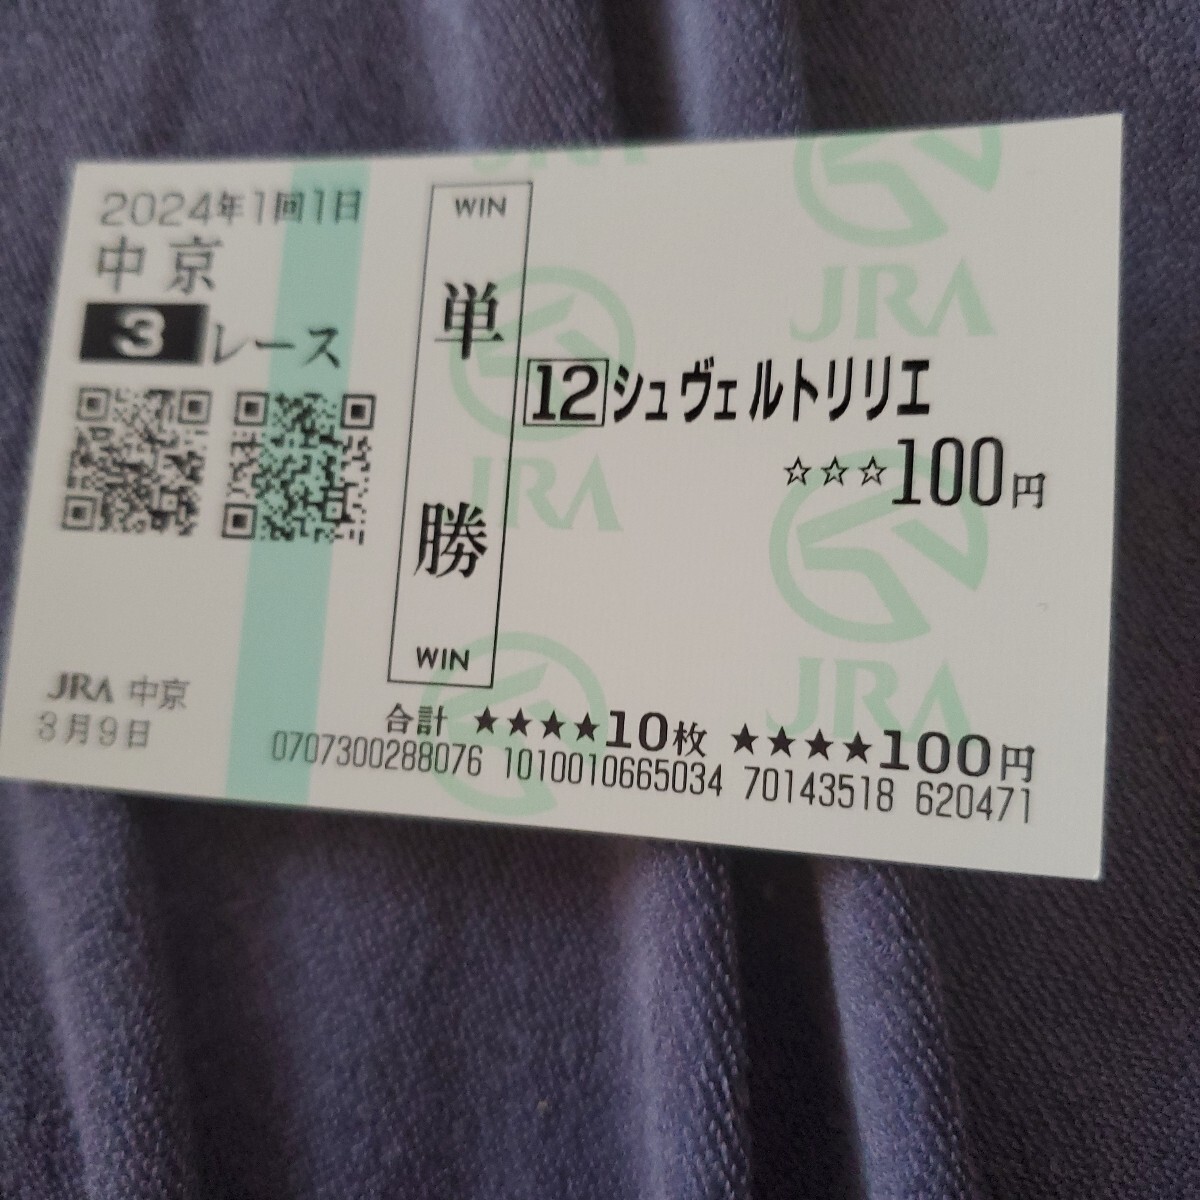 2024年1回1日
中京
3レース
JRA 中京
3月9日
WIN
単勝
WIN
12シュヴェルトリリエ
☆☆☆100円
合計 ★★★★10枚 ★★★★100円
0707300288076 1010010665034 70143518 620471
JRA
JRA
JRA
JRA